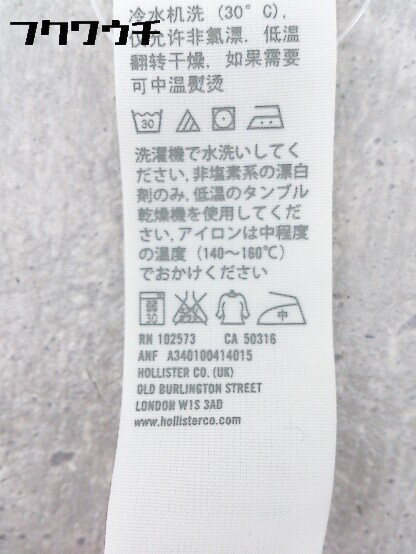 フクワウチ
冷水机洗 (30°C),
仅允许非氯漂, 低温
翻转干燥, 如果需要
可中温熨烫
30
洗濯機で水洗いしてく
ださい,非塩素系の漂白
剤のみ,低温のタンブル
乾燥機を使用してくだ
さい,アイロンは中程度
の温度 (140〜160℃)
でおかけください
30 中
RN 102573 CA 50316
ANF A340100414015
HOLLISTER CO. (UK)
OLD BURLINGTON STREET
LONDON W1S 3AD
www.hollisterco.com